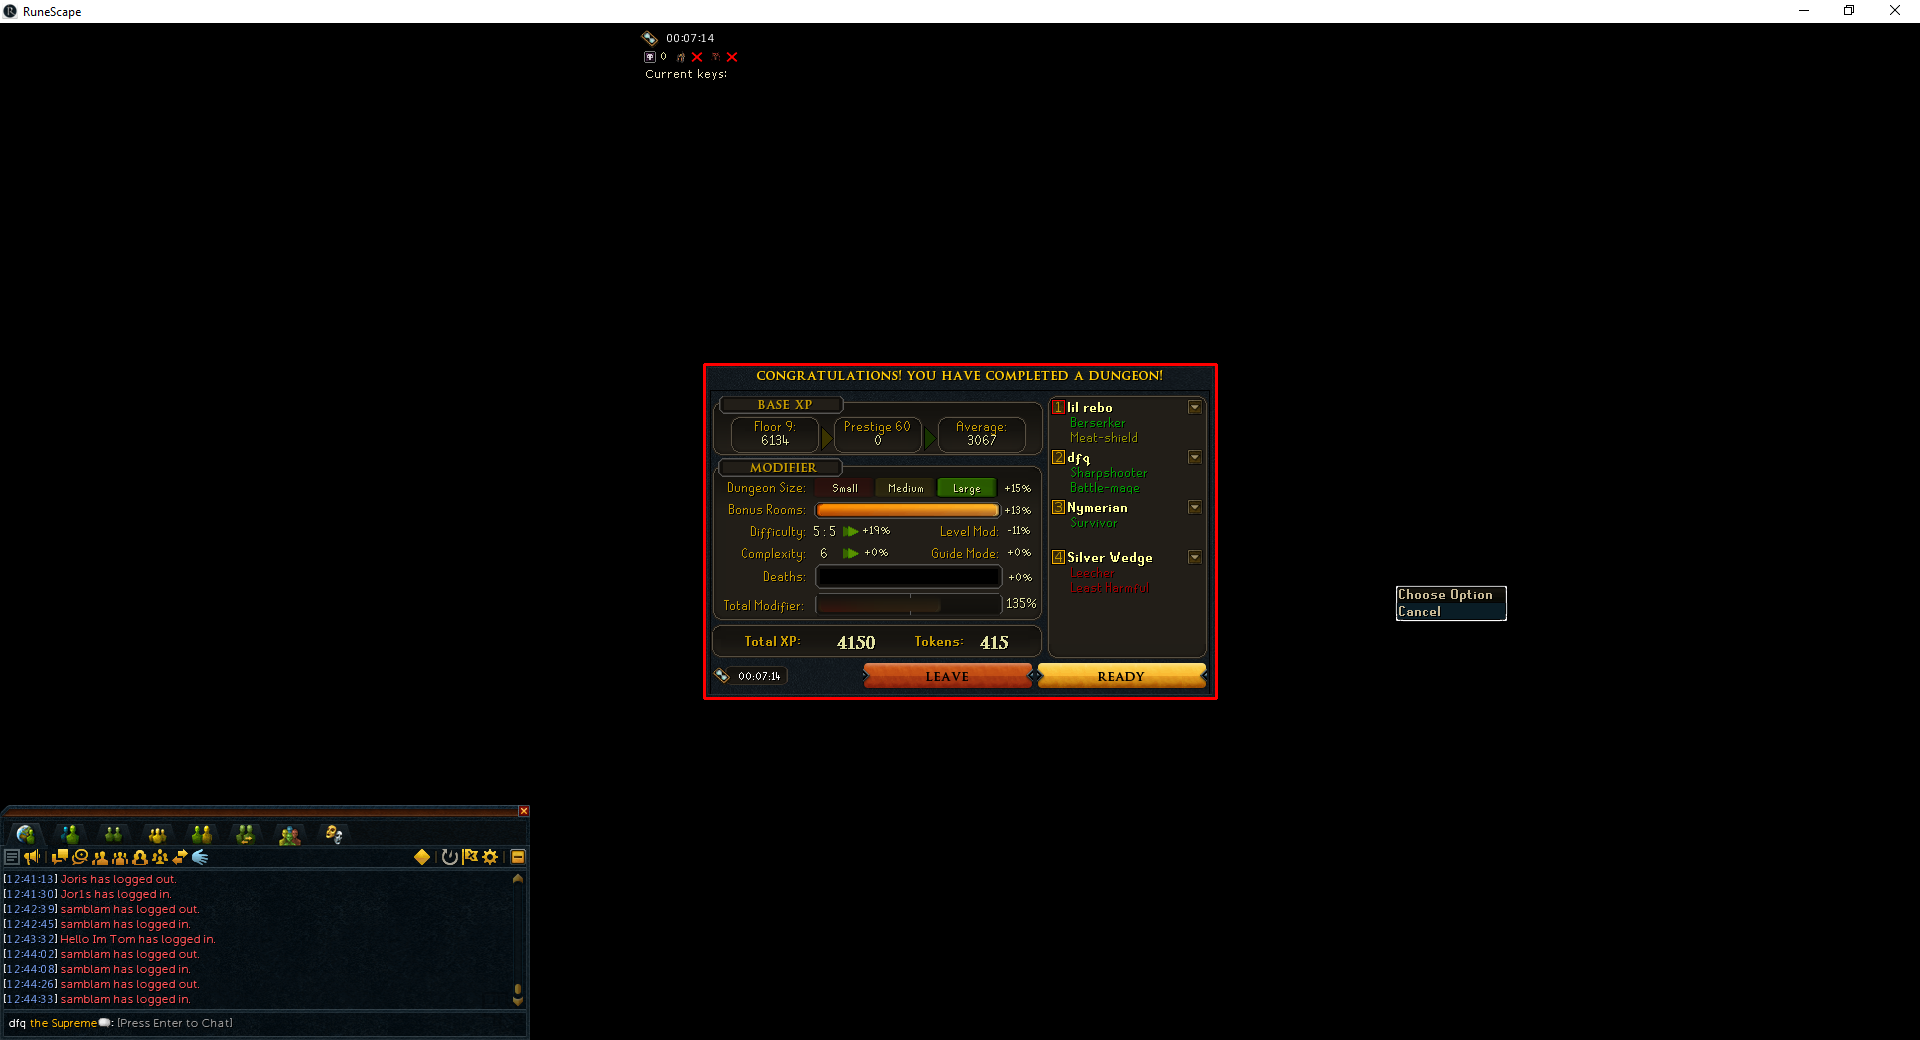 RuneScape
00:07:14
0
Current keys:
CONGRATULATIONS! YOU HAVE COMPLETED A DUNGEON!
BASE XP
Floor 9:
6134
Prestige 60
0
Average:
3067
MODIFIER
Dungeon Size: Small Medium Large +15%
Bonus Rooms: +13%
Difficulty: 5 : 5 +19% Level Mod: -11%
Complexity: 6 +0% Guide Mode: +0%
Deaths: +0%
Total Modifier: 135%
Total XP: 4150 Tokens: 415
00:07:14 LEAVE READY
1 lil rebo
Berserker
Meat-shield
2 dfq
Sharpshooter
Battle-mage
3 Nymerian
Survivor
4 Silver Wedge
Leecher
Least Harmful
Choose Option
Cancel
[12:41:13] Joris has logged out.
[12:41:30] Jor1s has logged in.
[12:42:39] samblam has logged out.
[12:42:45] samblam has logged in.
[12:43:32] Hello Im Tom has logged in.
[12:44:02] samblam has logged out.
[12:44:08] samblam has logged in.
[12:44:26] samblam has logged out.
[12:44:33] samblam has logged in.
dfq the Supreme: [Press Enter to Chat]